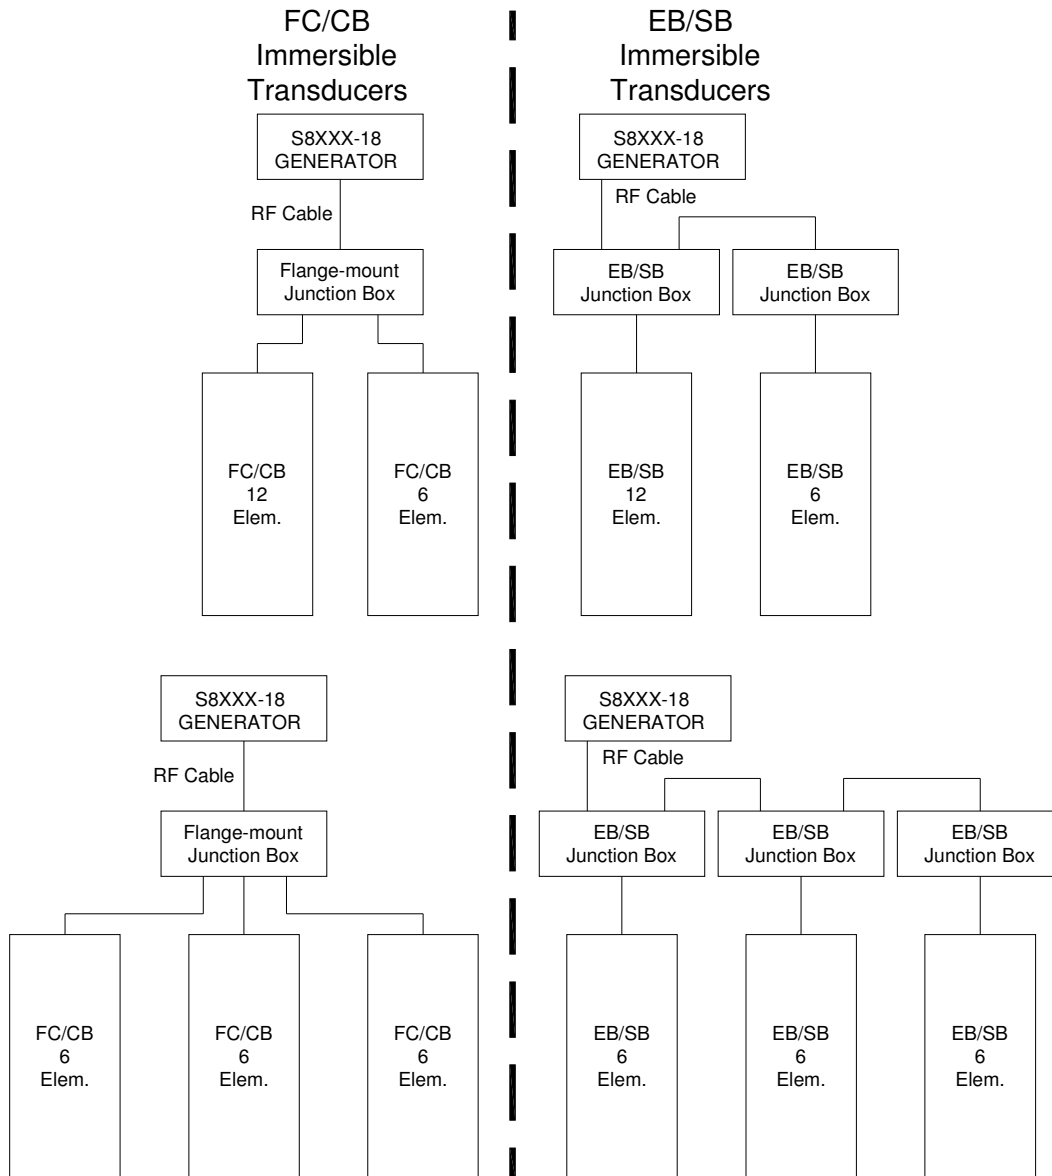 FC/CB
Immersible
Transducers
S8XXX-18
GENERATOR
RF Cable
Flange-mount
Junction Box
FC/CB
12
Elem.
FC/CB
6
Elem.
EB/SB
Immersible
Transducers
S8XXX-18
GENERATOR
RF Cable
EB/SB
Junction Box
EB/SB
Junction Box
EB/SB
12
Elem.
EB/SB
6
Elem.
S8XXX-18
GENERATOR
RF Cable
Flange-mount
Junction Box
FC/CB
6
Elem.
FC/CB
6
Elem.
FC/CB
6
Elem.
S8XXX-18
GENERATOR
RF Cable
EB/SB
Junction Box
EB/SB
Junction Box
EB/SB
Junction Box
EB/SB
6
Elem.
EB/SB
6
Elem.
EB/SB
6
Elem.